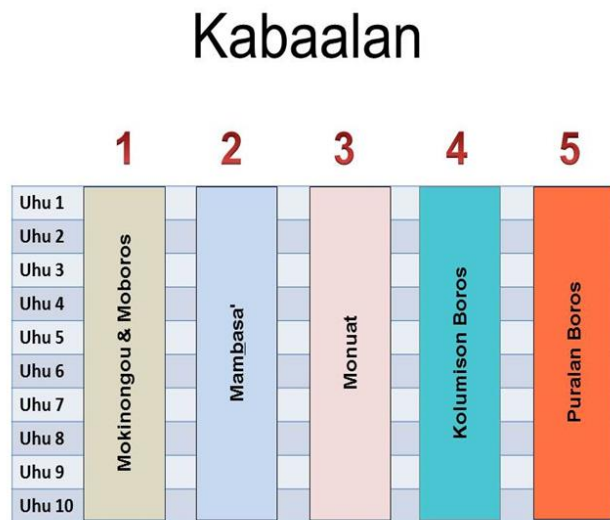 Kabaalan
1 2 3 4 5
Uhu 1
Uhu 2
Uhu 3
Uhu 4
Uhu 5
Uhu 6
Uhu 7
Uhu 8
Uhu 9
Uhu 10
Mokinongou & Moboros
Mambasa'
Monuat
Kolumison Boros
Puralan Boros